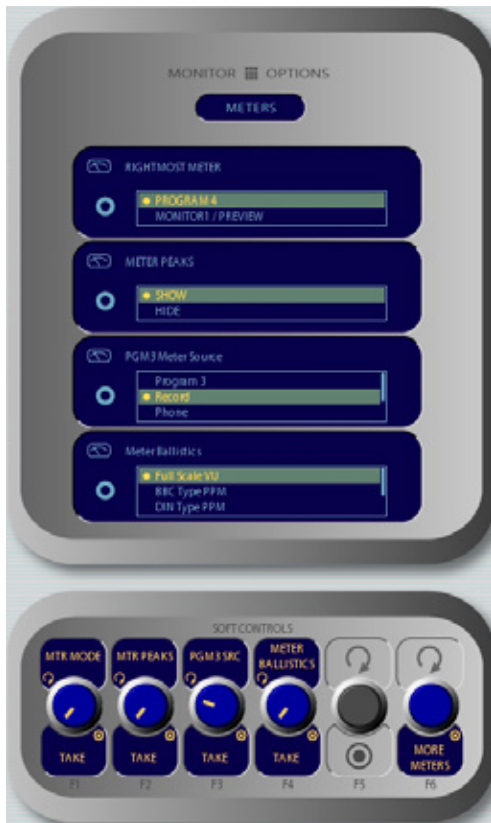 MONITOR OPTIONS
METERS
RIGHTMOST METER
PROGRAM 4
MONITOR1 / PREVIEW
METER PEAKS
SHOW
HIDE
PGM3 Meter Source
Program 3
Record
Phone
Meter Ballistics
Full Scale VU
BBC Type PPM
DIN Type PPM
SOFT CONTROLS
MTR MODE MTR PEAKS PGM3 SRC METER BALLISTICS
TAKE TAKE TAKE TAKE MORE METERS
F1 F2 F3 F4 F5 F6